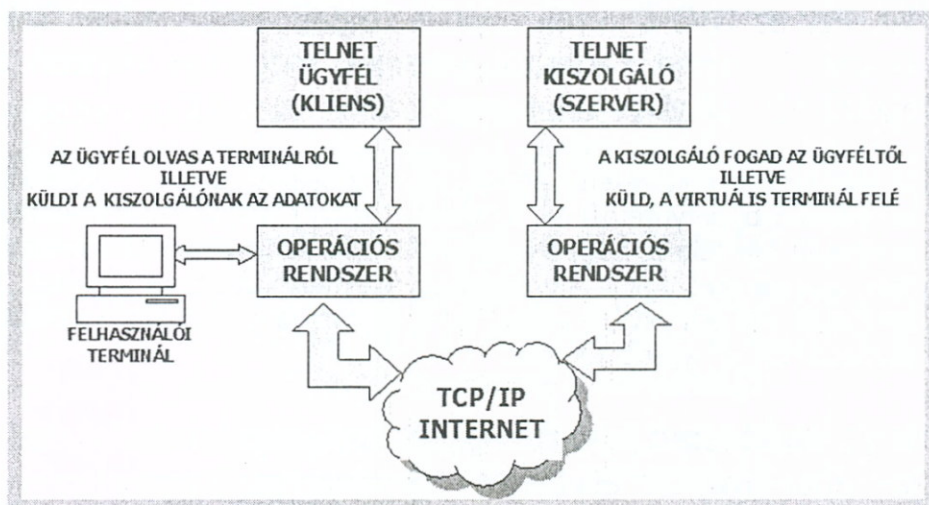 TELNET
ÜGYFÉL
(KLIENS)
TELNET
KISZOLGÁLÓ
(SZERVER)
AZ ÜGYFÉL OLVAS A TERMINÁLRÓL
ILLETVE
KÜLDI A KISZOLGÁLÓNAK AZ ADATOKAT
A KISZOLGÁLÓ FOGAD AZ ÜGYFÉLTŐL
ILLETVE
KÜLD, A VIRTUÁLIS TERMINÁL FELÉ
OPERÁCIÓS
RENDSZER
OPERÁCIÓS
RENDSZER
FELHASZNÁLÓI
TERMINÁL
TCP/IP
INTERNET